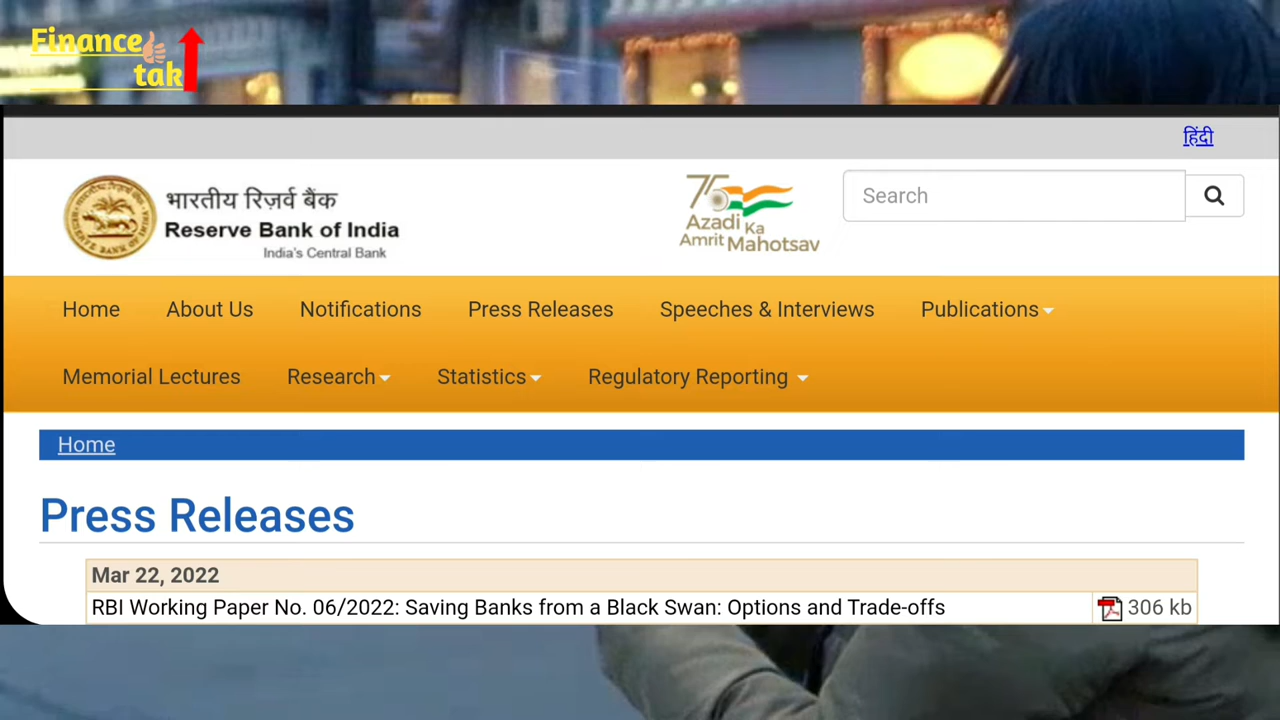 Finance
tak
हिंदी
भारतीय रिज़र्व बैंक
Reserve Bank of India
India's Central Bank
75
Azadi Ka
Amrit Mahotsav
Search
Home About Us Notifications Press Releases Speeches & Interviews Publications
Memorial Lectures Research Statistics Regulatory Reporting
Home
Press Releases
Mar 22, 2022
RBI Working Paper No. 06/2022: Saving Banks from a Black Swan: Options and Trade-offs 306 kb